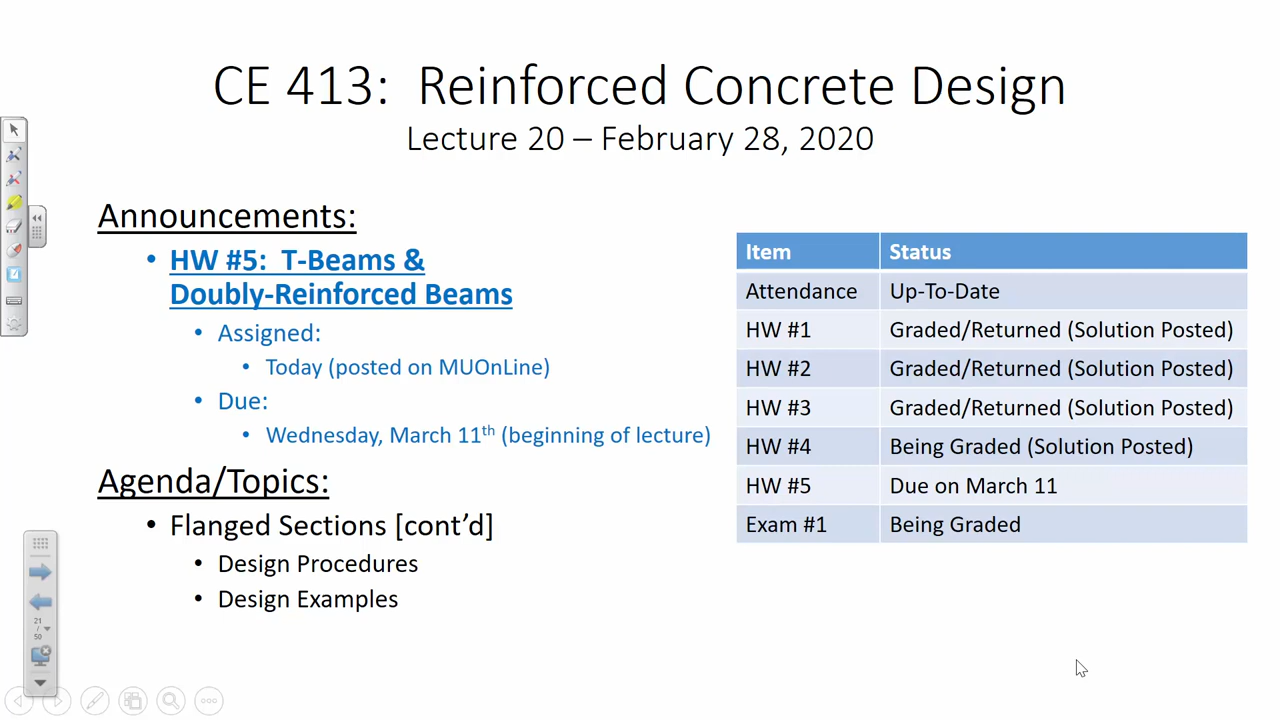 CE 413:  Reinforced Concrete Design
Lecture 20 – February 28, 2020
Announcements:
• HW #5:  T-Beams &
Doubly-Reinforced Beams
• Assigned:
• Today (posted on MUOnLine)
• Due:
• Wednesday, March 11th (beginning of lecture)
Agenda/Topics:
• Flanged Sections [cont’d]
• Design Procedures
• Design Examples
Item Status
Attendance Up-To-Date
HW #1 Graded/Returned (Solution Posted)
HW #2 Graded/Returned (Solution Posted)
HW #3 Graded/Returned (Solution Posted)
HW #4 Being Graded (Solution Posted)
HW #5 Due on March 11
Exam #1 Being Graded
21
/
50